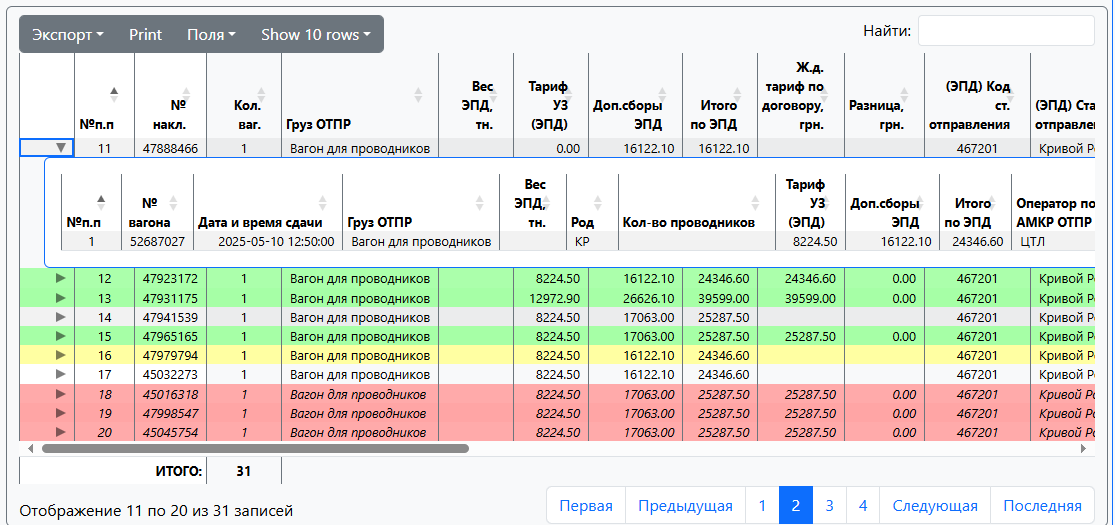 Экспорт Print Поля Show 10 rows Найти:
№п.п № накл. Кол. ваг. Груз ОТПР Вес ЭПД, тн. Тариф УЗ (ЭПД) Доп.сборы ЭПД Итого по ЭПД Ж.д. тариф по договору, грн. Разница, грн. (ЭПД) Код ст. отправления (ЭПД)
11 47888466 1 Вагон для проводников 0.00 16122.10 16122.10 467201 Кривой
№п.п № вагона Дата и время сдачи Груз ОТПР Вес ЭПД, тн. Род Кол-во проводников Тариф УЗ (ЭПД) Доп.сборы ЭПД Итого по ЭПД Оператор по АМКР ОТПР
1 52687027 2025-05-10 12:50:00 Вагон для проводников КР 8224.50 16122.10 24346.60 ЦТЛ
12 47923172 1 Вагон для проводников 8224.50 16122.10 24346.60 24346.60 0.00 467201 Кривой
13 47931175 1 Вагон для проводников 12972.90 26626.10 39599.00 39599.00 0.00 467201 Кривой
14 47941539 1 Вагон для проводников 8224.50 17063.00 25287.50 467201 Кривой
15 47965165 1 Вагон для проводников 8224.50 17063.00 25287.50 25287.50 0.00 467201 Кривой
16 47979794 1 Вагон для проводников 8224.50 16122.10 24346.60 467201 Кривой
17 45032273 1 Вагон для проводников 8224.50 16122.10 24346.60 467201 Кривой
18 45016318 1 Вагон для проводников 8224.50 17063.00 25287.50 25287.50 0.00 467201 Кривой
19 47998547 1 Вагон для проводников 8224.50 17063.00 25287.50 25287.50 0.00 467201 Кривой
20 45045754 1 Вагон для проводников 8224.50 17063.00 25287.50 25287.50 0.00 467201 Кривой
ИТОГО: 31
Отображение 11 по 20 из 31 записей
Первая Предыдущая 1 2 3 4 Следующая Последняя